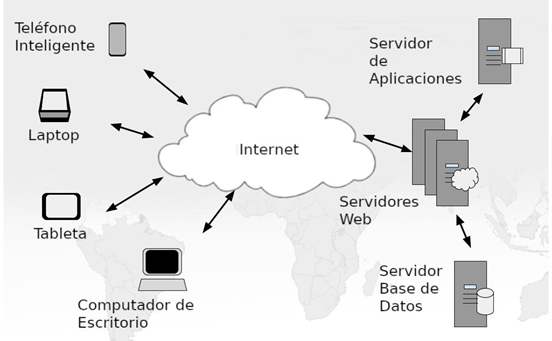 Teléfono
Inteligente
Laptop
Tableta
Computador de
Escritorio
Internet
Servidor
de
Aplicaciones
Servidores
Web
Servidor
Base de
Datos